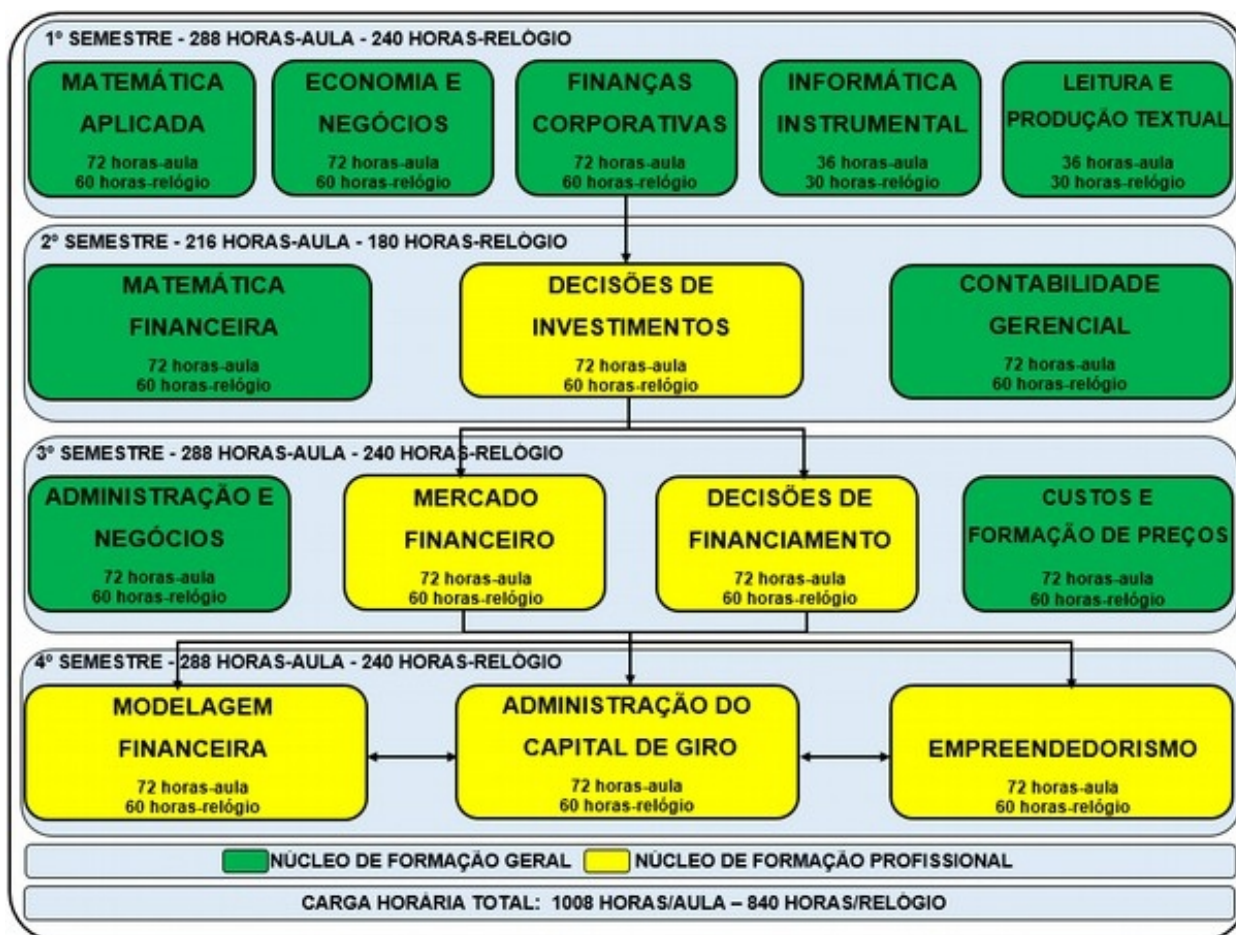 1º SEMESTRE - 288 HORAS-AULA - 240 HORAS-RELÓGIO
MATEMÁTICA
APLICADA
72 horas-aula
60 horas-relógio
ECONOMIA E
NEGÓCIOS
72 horas-aula
60 horas-relógio
FINANÇAS
CORPORATIVAS
72 horas-aula
60 horas-relógio
INFORMÁTICA
INSTRUMENTAL
36 horas-aula
30 horas-relógio
LEITURA E
PRODUÇÃO TEXTUAL
36 horas-aula
30 horas-relógio
2º SEMESTRE - 216 HORAS-AULA - 180 HORAS-RELÓGIO
MATEMÁTICA
FINANCEIRA
72 horas-aula
60 horas-relógio
DECISÕES DE
INVESTIMENTOS
72 horas-aula
60 horas-relógio
CONTABILIDADE
GERENCIAL
72 horas-aula
60 horas-relógio
3º SEMESTRE - 288 HORAS-AULA - 240 HORAS-RELÓGIO
ADMINISTRAÇÃO E
NEGÓCIOS
72 horas-aula
60 horas-relógio
MERCADO
FINANCEIRO
72 horas-aula
60 horas-relógio
DECISÕES DE
FINANCIAMENTO
72 horas-aula
60 horas-relógio
CUSTOS E
FORMAÇÃO DE PREÇOS
72 horas-aula
60 horas-relógio
4º SEMESTRE - 288 HORAS-AULA - 240 HORAS-RELÓGIO
MODELAGEM
FINANCEIRA
72 horas-aula
60 horas-relógio
ADMINISTRAÇÃO DO
CAPITAL DE GIRO
72 horas-aula
60 horas-relógio
EMPREENDEDORISMO
72 horas-aula
60 horas-relógio
NÚCLEO DE FORMAÇÃO GERAL
NÚCLEO DE FORMAÇÃO PROFISSIONAL
CARGA HORÁRIA TOTAL: 1008 HORAS/AULA – 840 HORAS/RELÓGIO